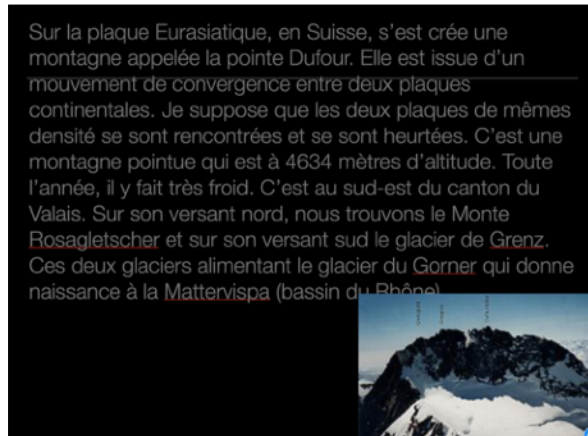 Sur la plaque Eurasiatique, en Suisse, s'est crée une
montagne appelée la pointe Dufour. Elle est issue d'un
mouvement de convergence entre deux plaques
continentales. Je suppose que les deux plaques de mêmes
densité se sont rencontrées et se sont heurtées. C'est une
montagne pointue qui est à 4634 mètres d'altitude. Toute
l'année, il y fait très froid. C'est au sud-est du canton du
Valais. Sur son versant nord, nous trouvons le Monte
Rosagletscher et sur son versant sud le glacier de Grenz.
Ces deux glaciers alimentant le glacier du Gorner qui donne
naissance à la Mattervispa (bassin du Rhône)